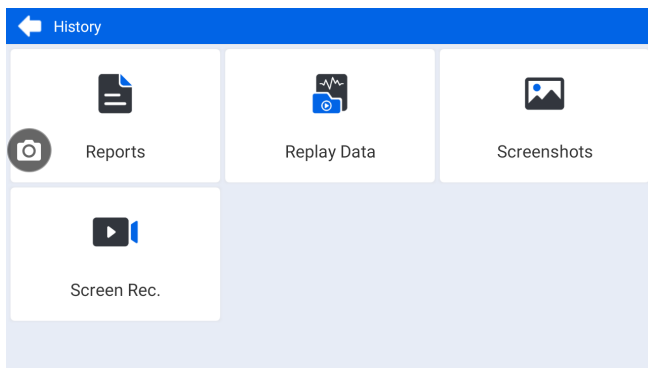 History
Reports
Replay Data
Screenshots
Screen Rec.